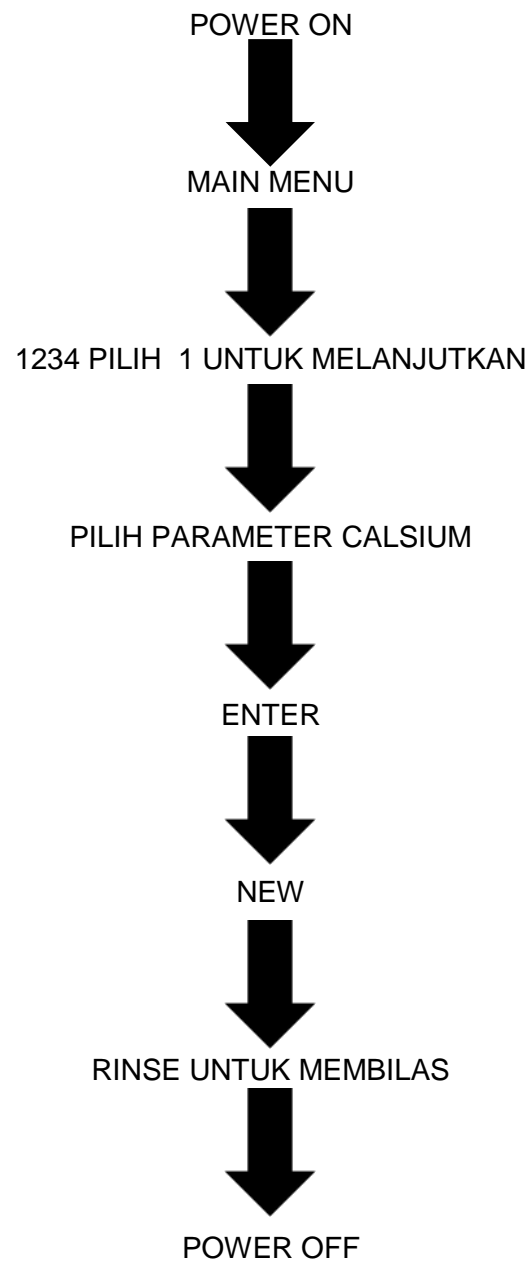 POWER ON
MAIN MENU
1234 PILIH  1 UNTUK MELANJUTKAN
PILIH PARAMETER CALSIUM
ENTER
NEW
RINSE UNTUK MEMBILAS
POWER OFF